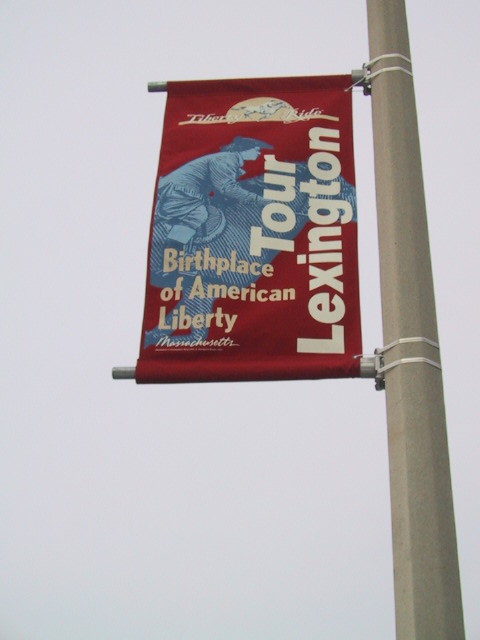 Liberty Ride
Tour
Lexington
Birthplace
of American
Liberty
Massachusetts